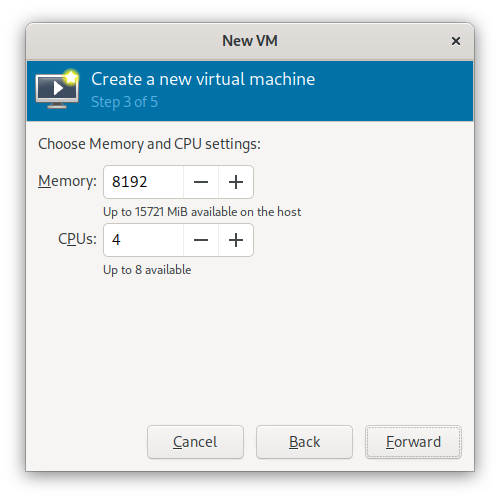 New VM
×
Create a new virtual machine
Step 3 of 5
Choose Memory and CPU settings:
Memory: 8192 − +
Up to 15721 MiB available on the host
CPUs: 4 − +
Up to 8 available
Cancel Back Forward